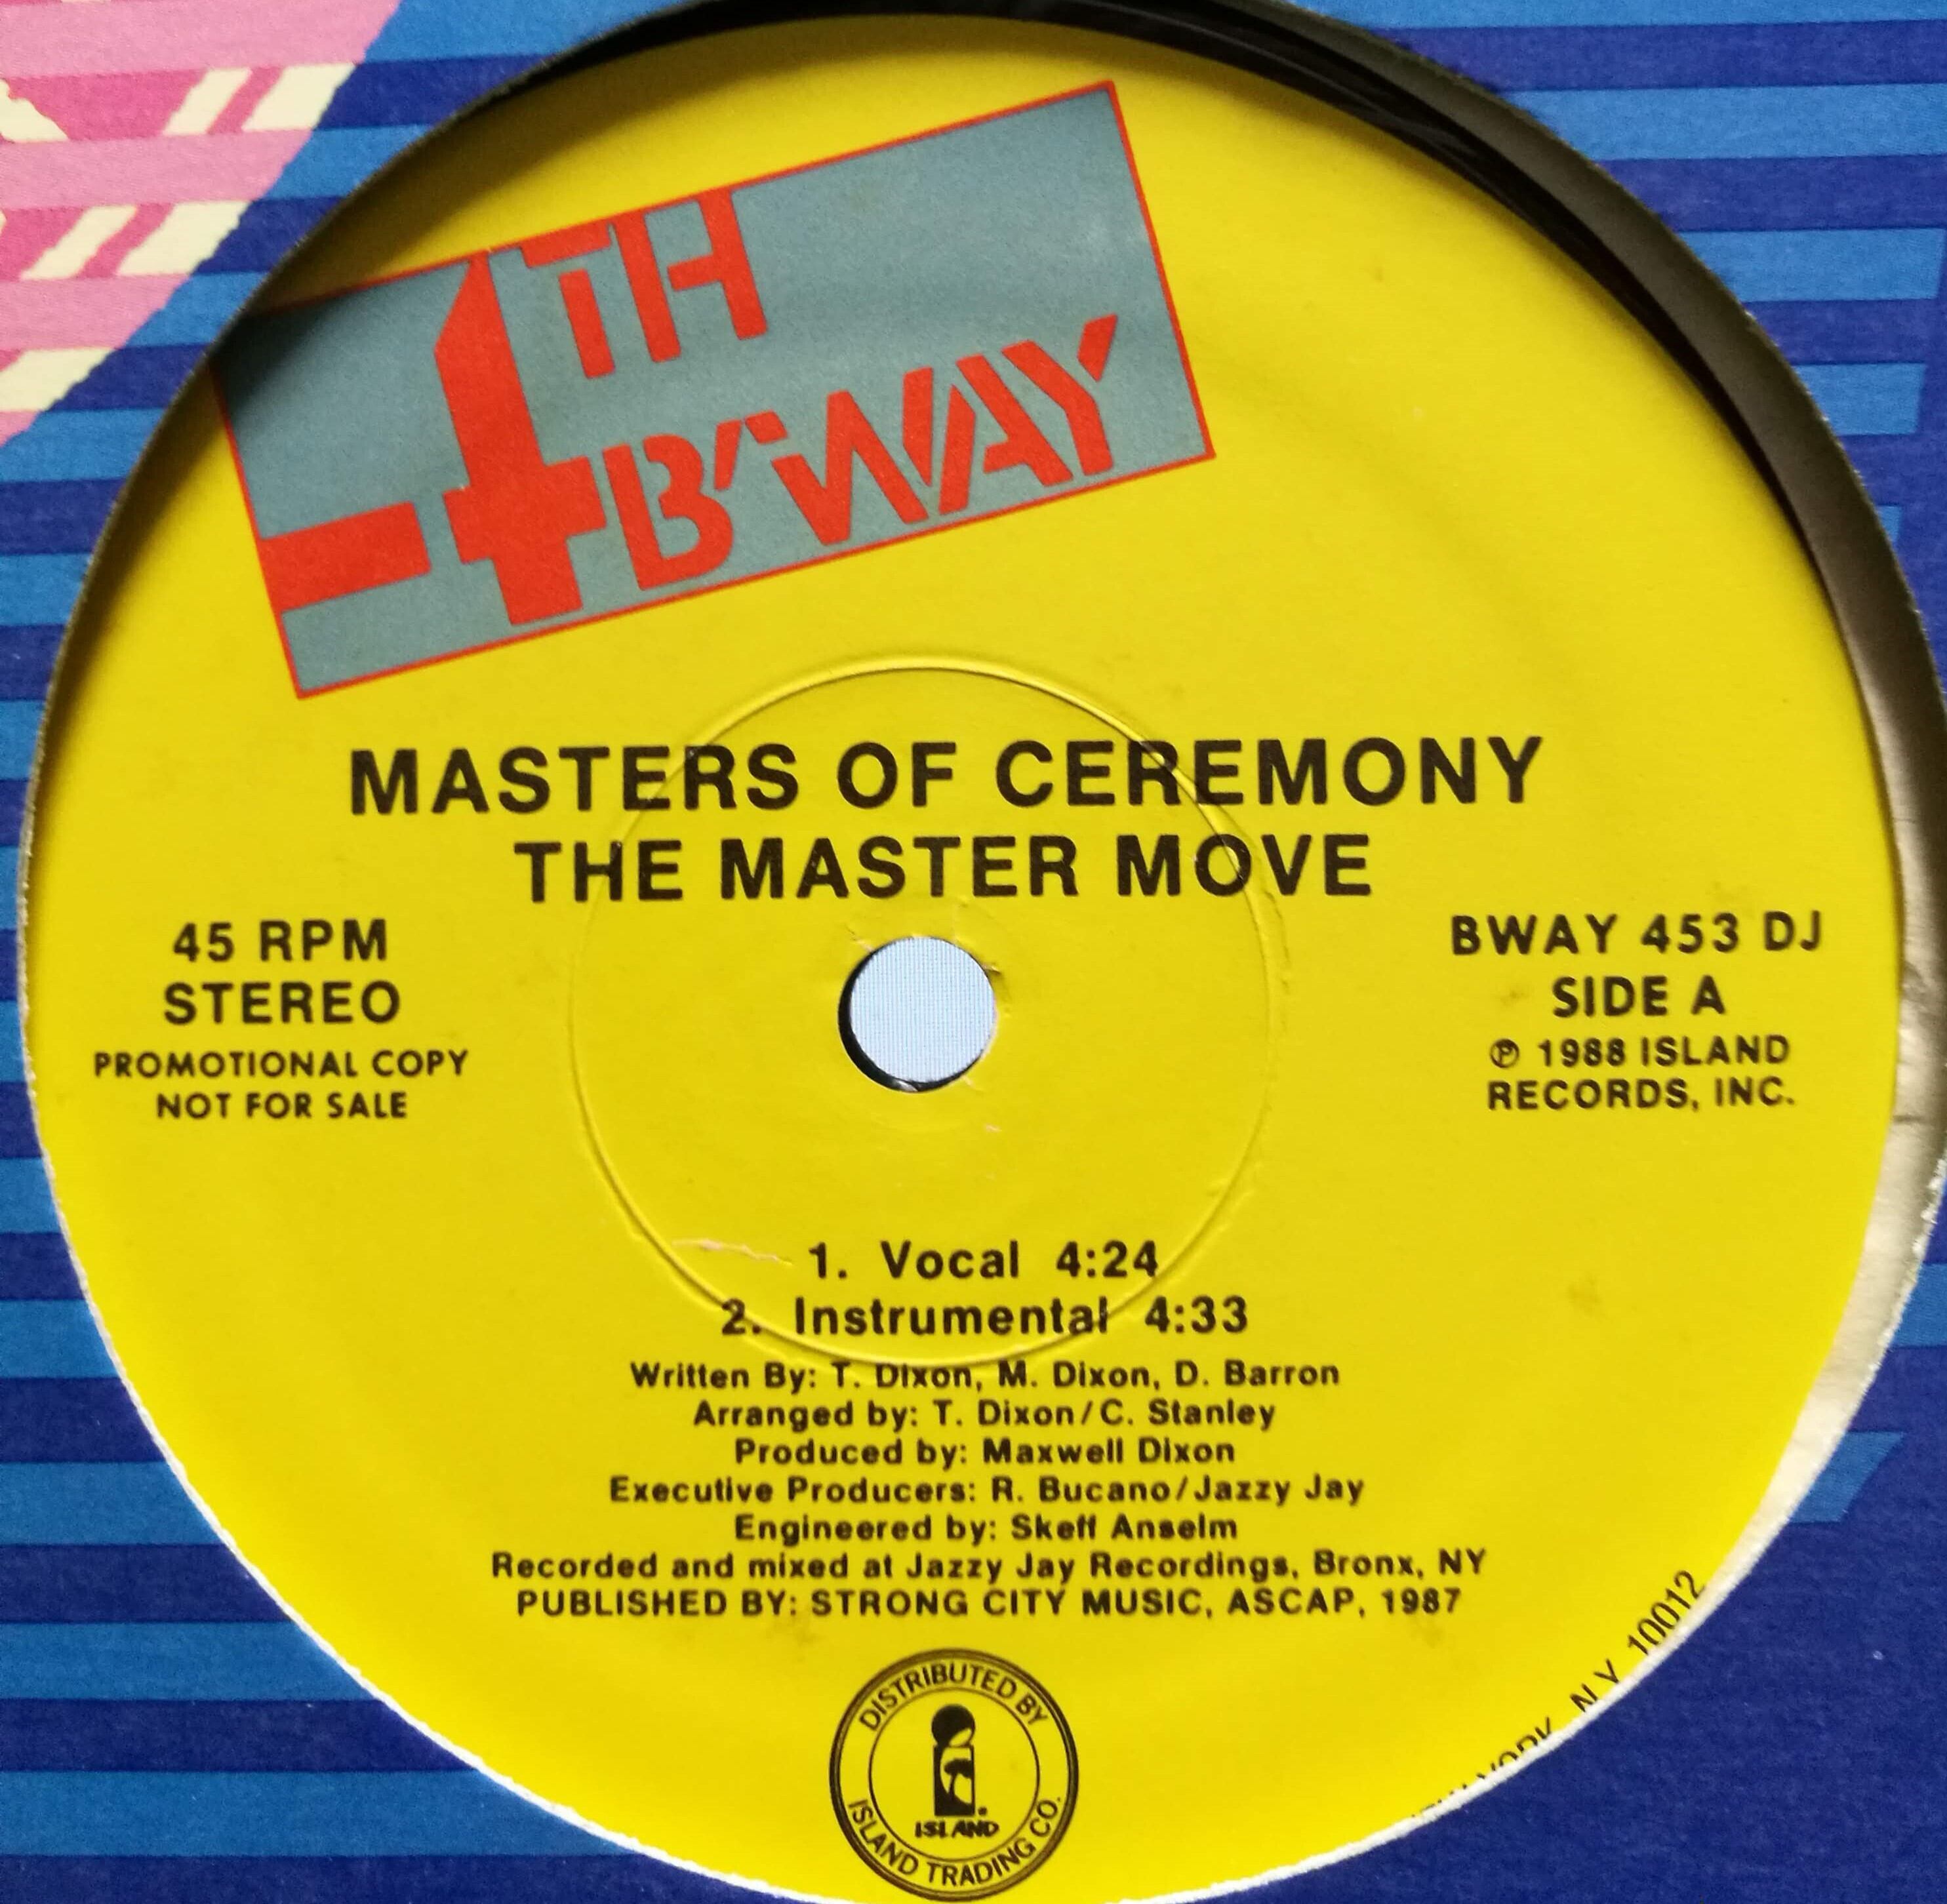 4TH
B'WAY
MASTERS OF CEREMONY
THE MASTER MOVE
45 RPM
STEREO
PROMOTIONAL COPY
NOT FOR SALE
BWAY 453 DJ
SIDE A
℗ 1988 ISLAND
RECORDS, INC.
1. Vocal 4:24
2. Instrumental 4:33
Written By: T. Dixon, M. Dixon, D. Barron
Arranged by: T. Dixon/C. Stanley
Produced by: Maxwell Dixon
Executive Producers: R. Bucano/Jazzy Jay
Engineered by: Skeff Anselm
Recorded and mixed at Jazzy Jay Recordings, Bronx, NY
PUBLISHED BY: STRONG CITY MUSIC, ASCAP, 1987
DISTRIBUTED BY
ISLAND
ISLAND TRADING CO.
YORK, N.Y. 10012